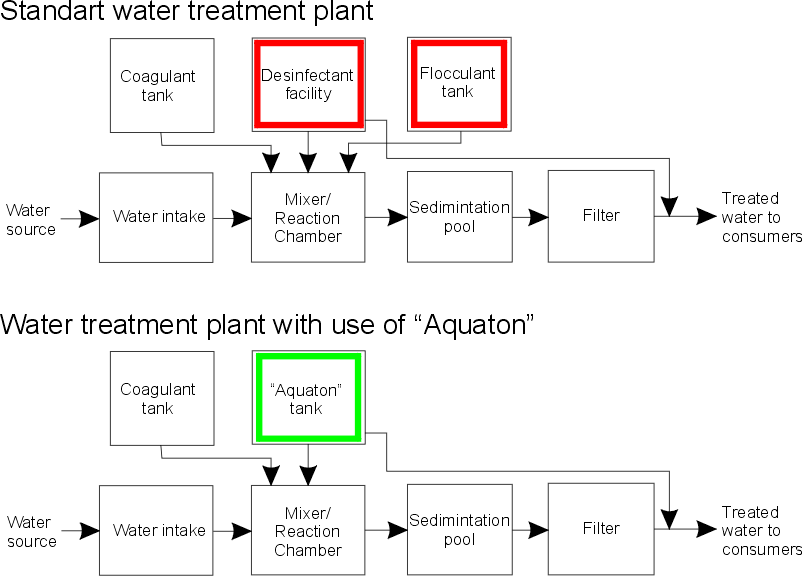 Standart water treatment plant
Coagulant
tank
Desinfectant
facility
Flocculant
tank
Water
source
Water intake
Mixer/
Reaction
Chamber
Sedimintation
pool
Filter
Treated
water to
consumers
Water treatment plant with use of “Aquaton”
Coagulant
tank
“Aquaton”
tank
Water
source
Water intake
Mixer/
Reaction
Chamber
Sedimintation
pool
Filter
Treated
water to
consumers